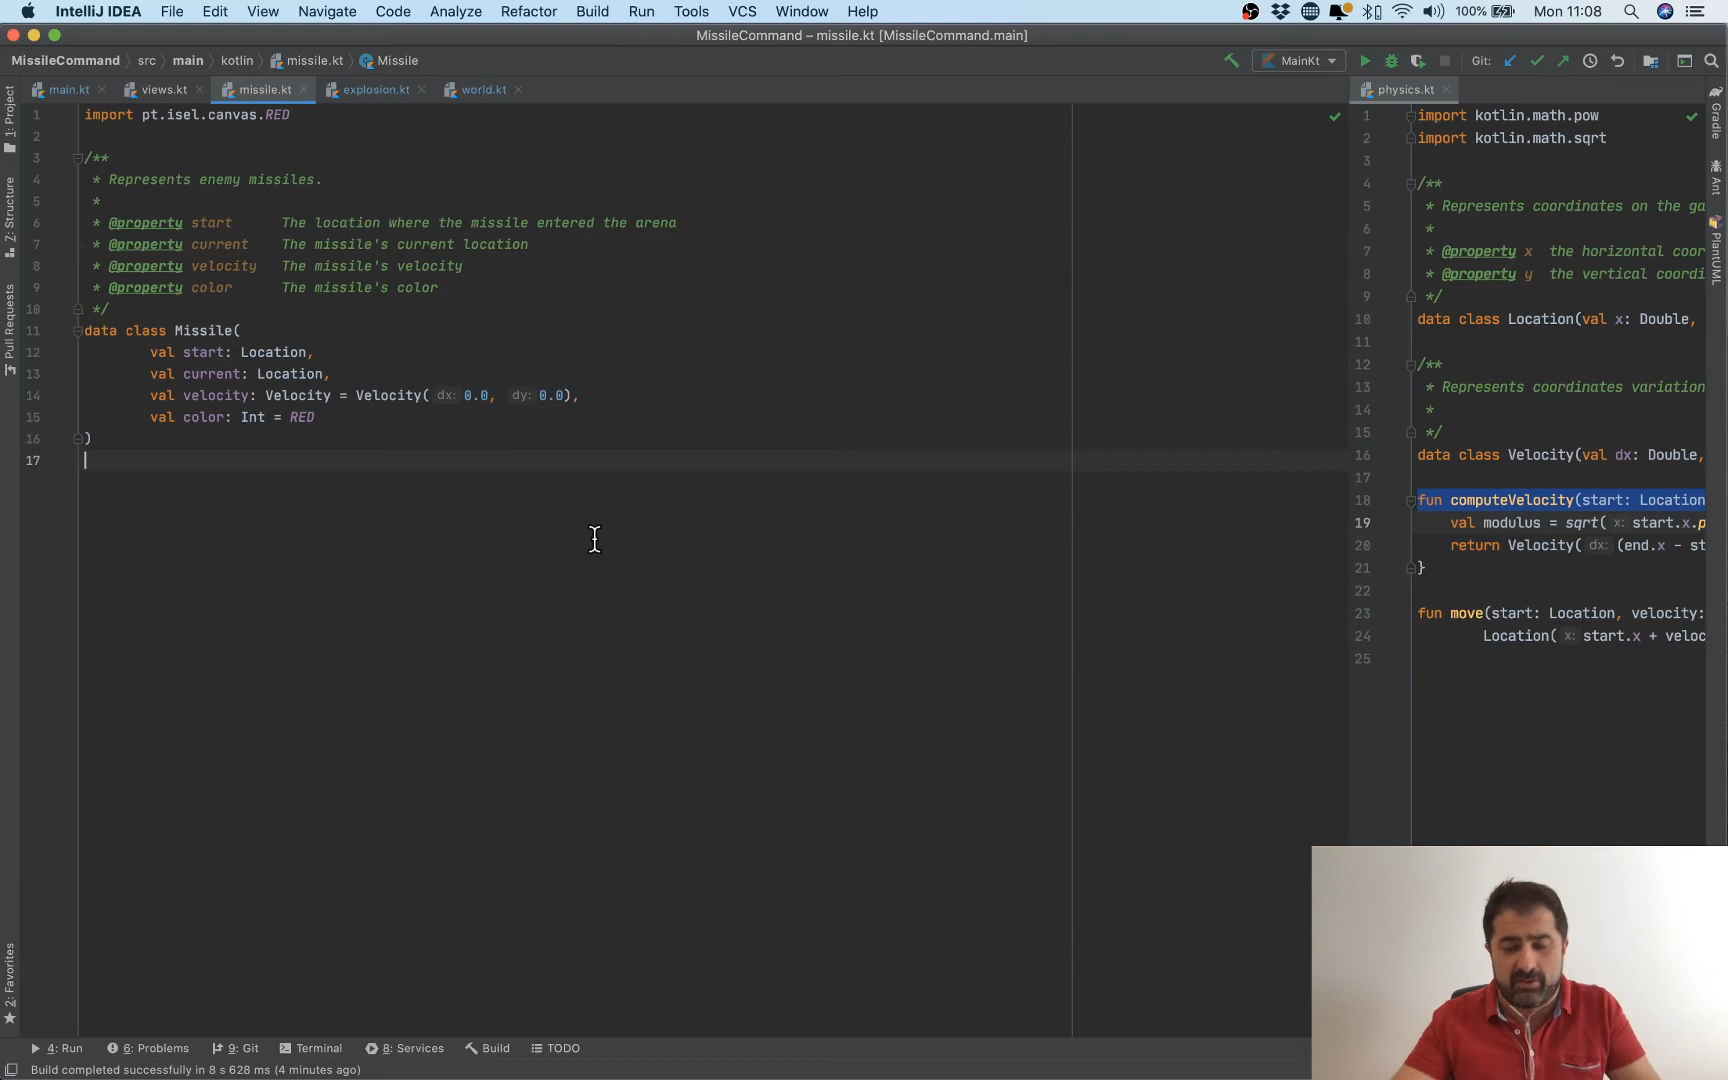 IntelliJ IDEA File Edit View Navigate Code Analyze Refactor Build Run Tools VCS Window Help 100% Mon 11:08
MissileCommand – missile.kt [MissileCommand.main]
MissileCommand src main kotlin missile.kt Missile MainKt Git:
main.kt views.kt missile.kt explosion.kt world.kt
1 import pt.isel.canvas.RED
2
3 /**
4 * Represents enemy missiles.
5 *
6 * @property start The location where the missile entered the arena
7 * @property current The missile's current location
8 * @property velocity The missile's velocity
9 * @property color The missile's color
10 */
11 data class Missile(
12 val start: Location,
13 val current: Location,
14 val velocity: Velocity = Velocity( dx: 0.0, dy: 0.0),
15 val color: Int = RED
16 )
17
physics.kt
1 import kotlin.math.pow
2 import kotlin.math.sqrt
3
4 /**
5 * Represents coordinates on the ga
6 *
7 * @property x the horizontal coor
8 * @property y the vertical coordi
9 */
10 data class Location(val x: Double,
11
12 /**
13 * Represents coordinates variation
14 *
15 */
16 data class Velocity(val dx: Double,
17
18 fun computeVelocity(start: Location
19 val modulus = sqrt( x: start.x.p
20 return Velocity( dx: (end.x - st
21 }
22
23 fun move(start: Location, velocity:
24 Location( x: start.x + veloc
25
1: Project
7: Structure
Pull Requests
2: Favorites
Gradle
Ant
PlantUML
4: Run 6: Problems 9: Git Terminal 8: Services Build TODO
Build completed successfully in 8 s 628 ms (4 minutes ago)